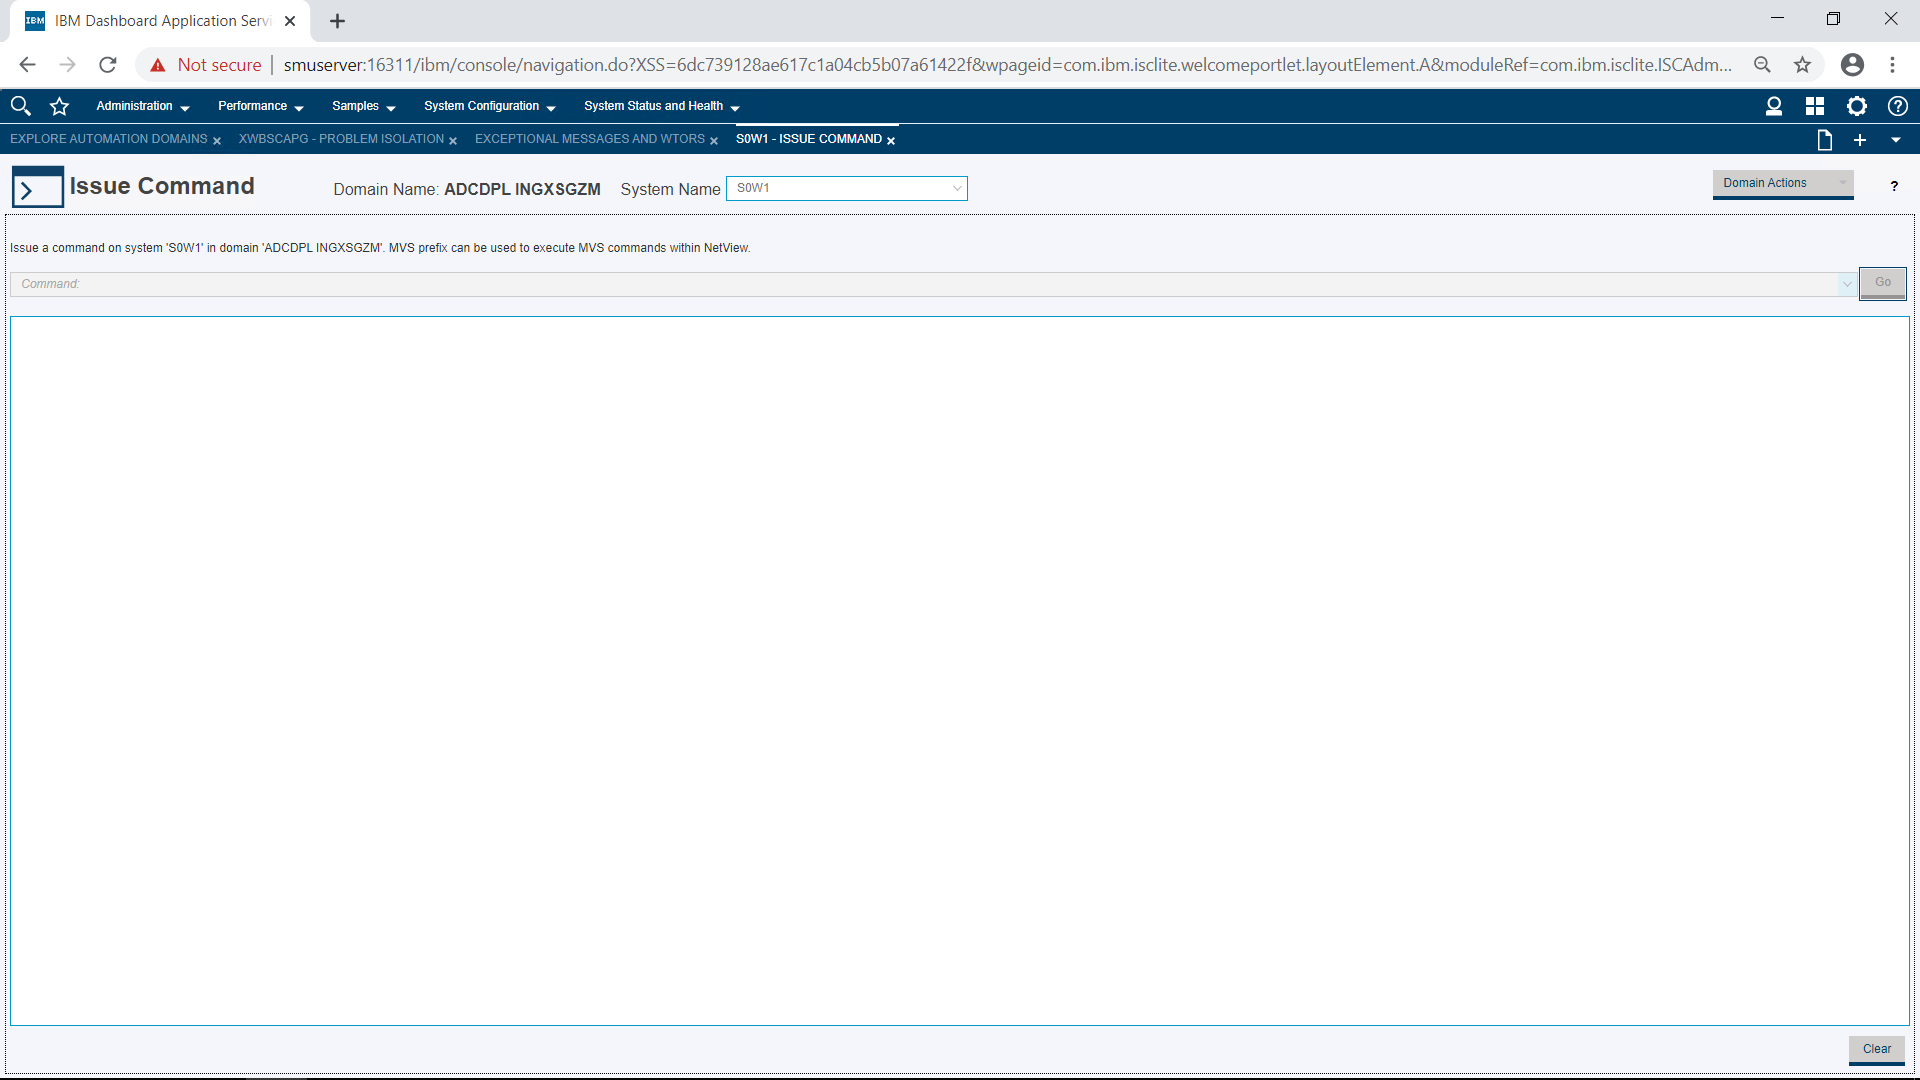 IBM IBM Dashboard Application Servi
Not secure smuserver:16311/ibm/console/navigation.do?XSS=6dc739128ae617c1a04cb5b07a61422f&wpageid=com.ibm.isclite.welcomeportlet.layoutElement.A&moduleRef=com.ibm.isclite.ISCAdm...
Administration Performance Samples System Configuration System Status and Health
EXPLORE AUTOMATION DOMAINS XWBSCAPG - PROBLEM ISOLATION EXCEPTIONAL MESSAGES AND WTORS S0W1 - ISSUE COMMAND
Issue Command Domain Name: ADCDPL INGXSGZM System Name S0W1 Domain Actions ?
Issue a command on system 'S0W1' in domain 'ADCDPL INGXSGZM'. MVS prefix can be used to execute MVS commands within NetView.
Command: Go
Clear